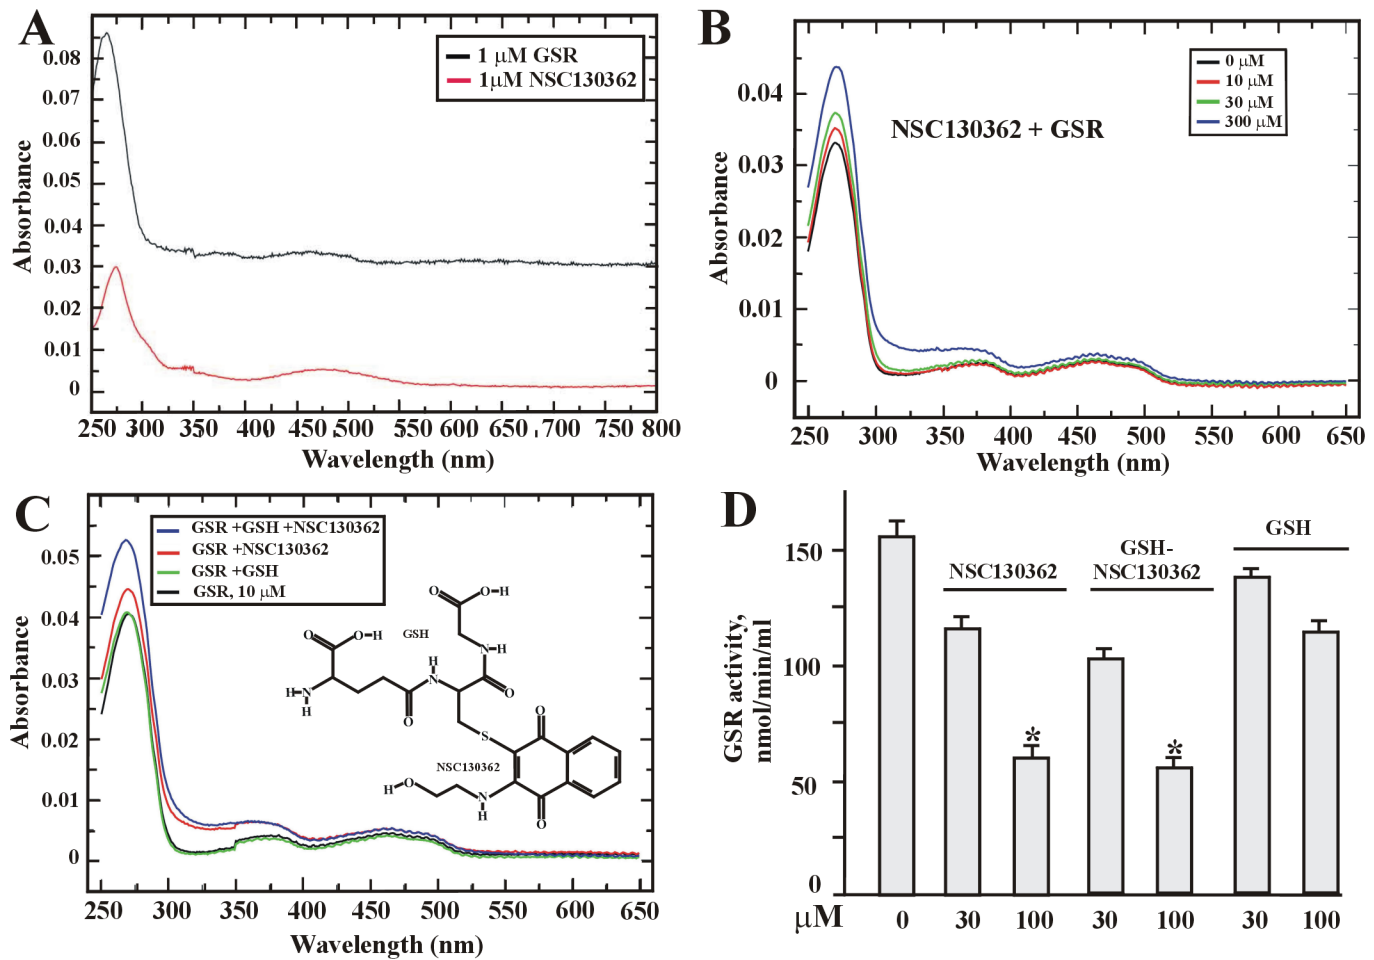 A
1 μM GSR
1μM NSC130362
0.08
0.07
0.06
0.05
0.04
0.03
0.02
0.01
0
Absorbance
250 300 350 400 450 500 550 600 650 700 750 800
Wavelength (nm)
B
0 μM
10 μM
30 μM
300 μM
NSC130362 + GSR
0.04
0.03
0.02
0.01
0
Absorbance
250 300 350 400 450 500 550 600 650
Wavelength (nm)
C
GSR +GSH +NSC130362
GSR +NSC130362
GSR +GSH
GSR, 10 μM
0.05
0.04
0.03
0.02
0.01
0
Absorbance
O
O-H
O
O-H
GSH
N-H
H
N
H-N
H
O
O
S
O
NSC130362
H-O
N
H
O
250 300 350 400 450 500 550 600 650
Wavelength (nm)
D
GSH
GSH-
NSC130362
NSC130362
150
100
50
0
GSR activity,
nmol/min/ml
*
*
μM 0 30 100 30 100 30 100